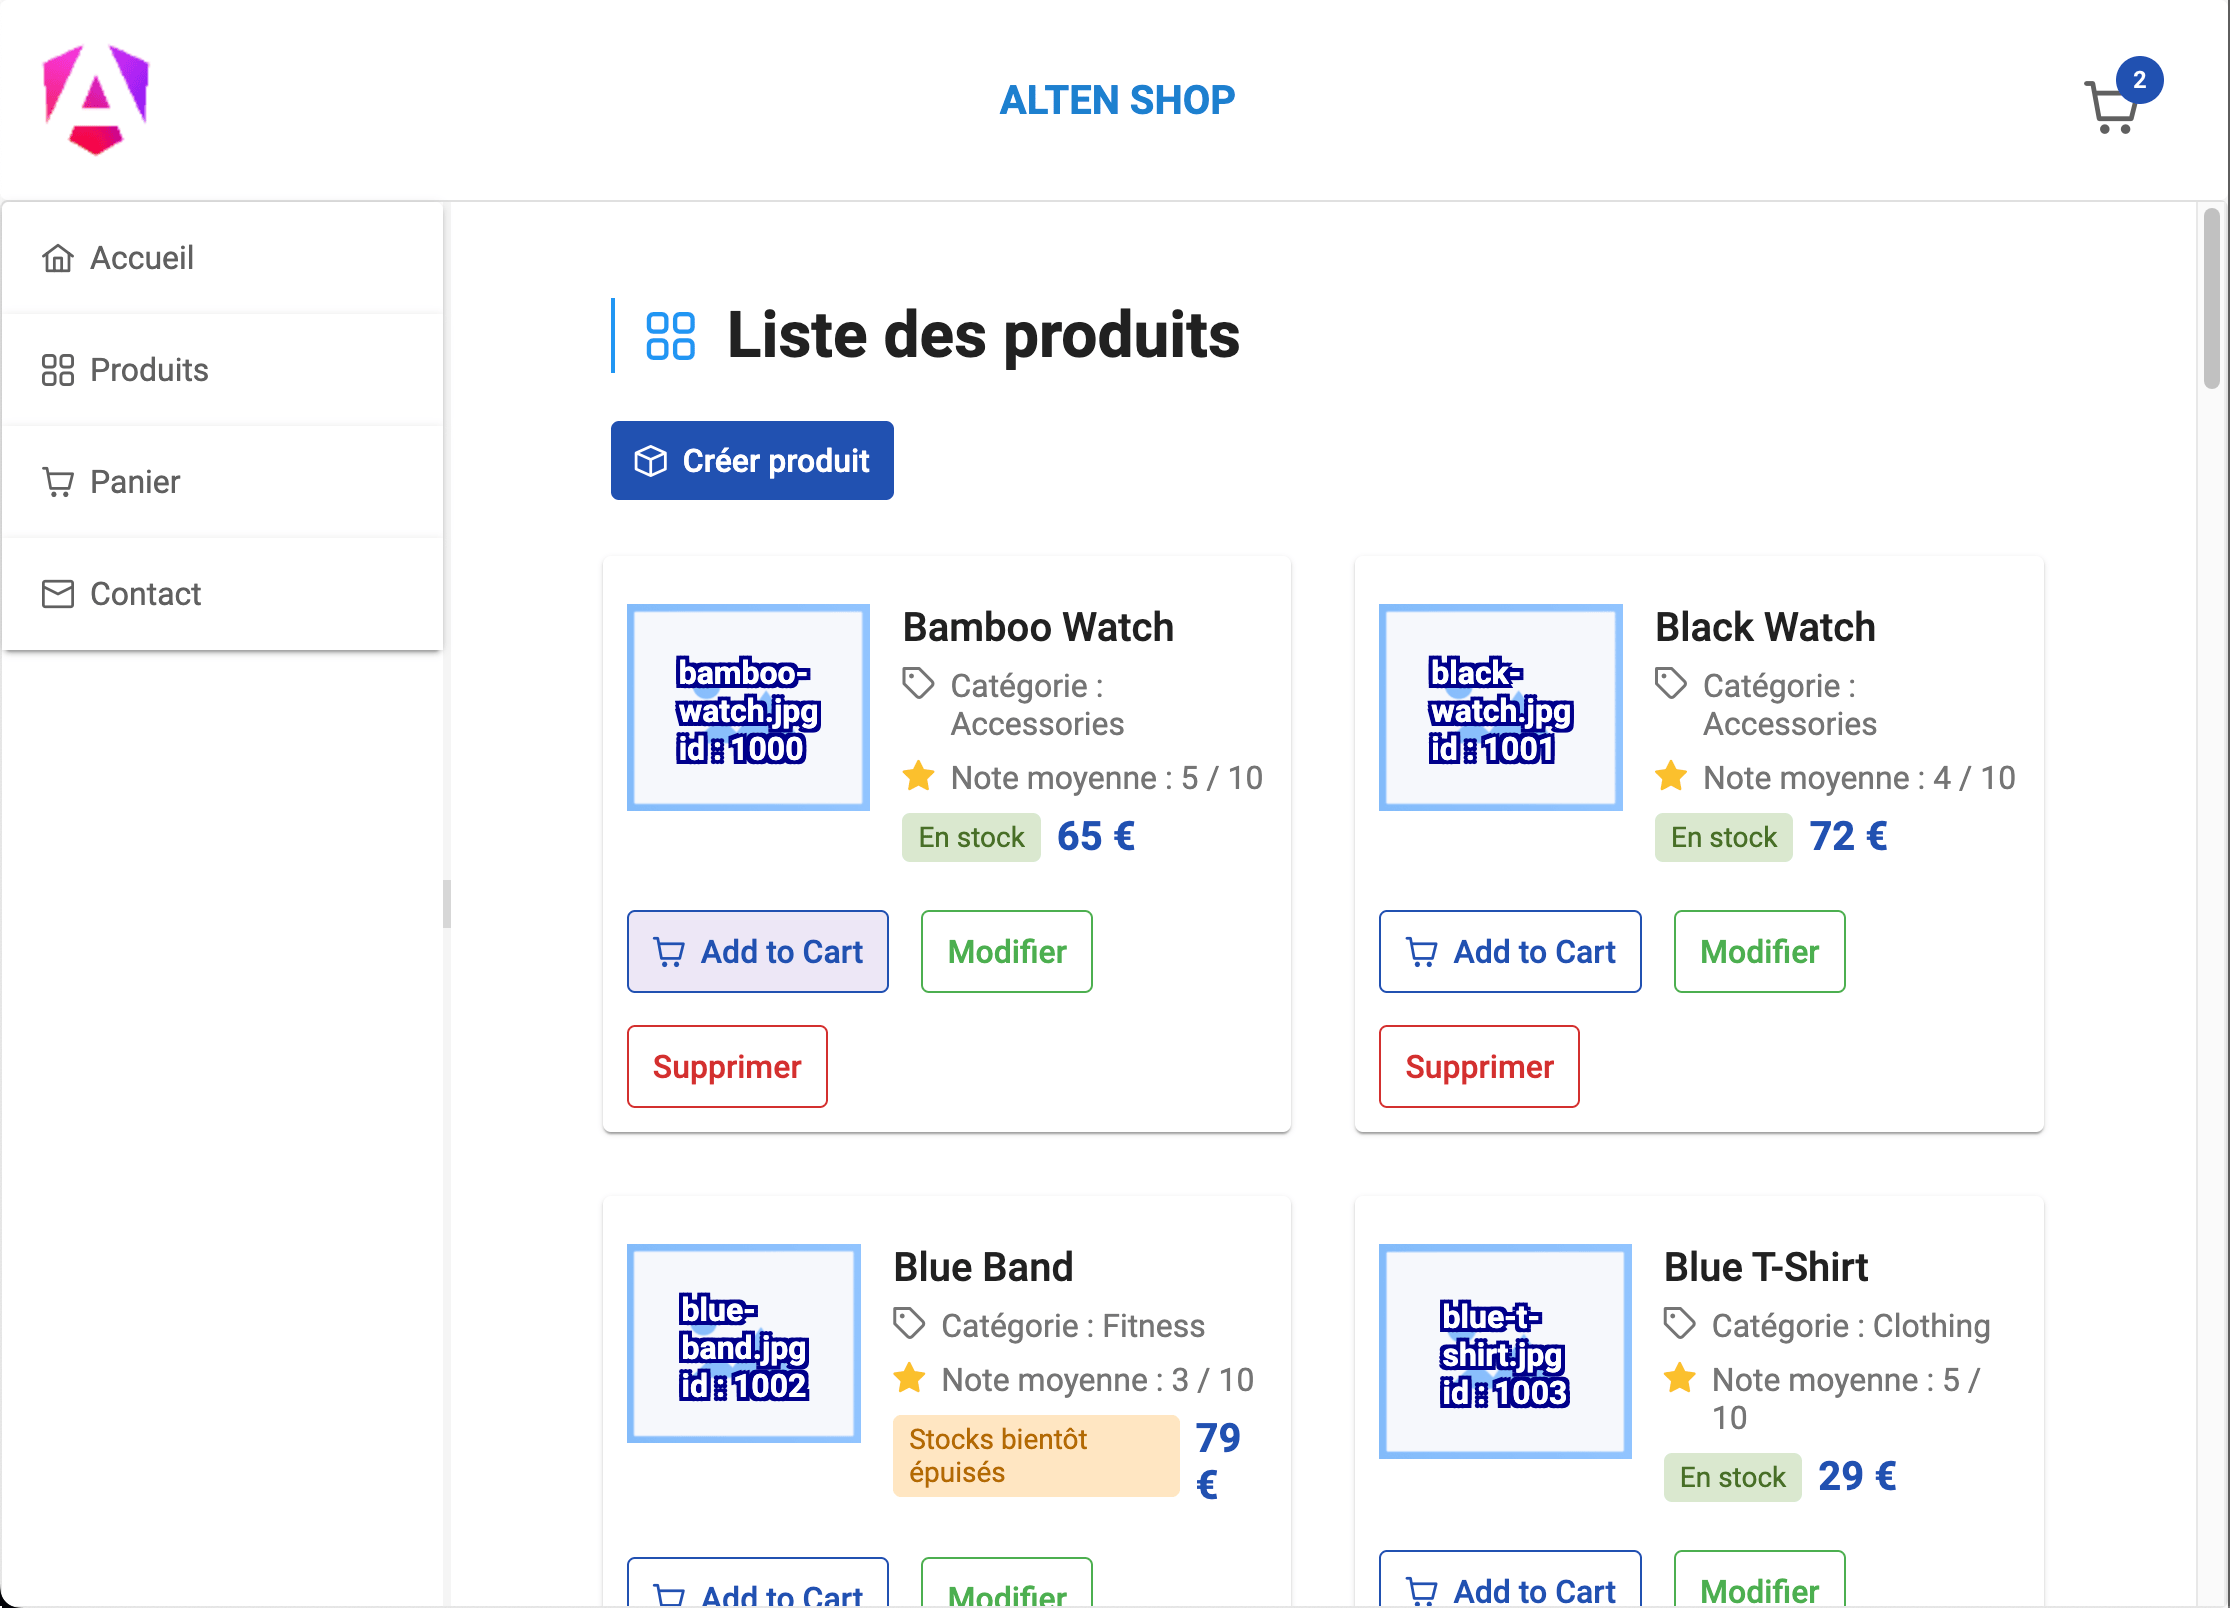 ALTEN SHOP
2
Accueil
Produits
Panier
Contact
Liste des produits
Créer produit
bamboo-
watch.jpg
id : 1000
Bamboo Watch
Catégorie :
Accessories
Note moyenne : 5 / 10
En stock
65 €
Add to Cart
Modifier
Supprimer
black-
watch.jpg
id : 1001
Black Watch
Catégorie :
Accessories
Note moyenne : 4 / 10
En stock
72 €
Add to Cart
Modifier
Supprimer
blue-
band.jpg
id : 1002
Blue Band
Catégorie : Fitness
Note moyenne : 3 / 10
Stocks bientôt
épuisés
79
€
Add to Cart
Modifier
blue-t-
shirt.jpg
id : 1003
Blue T-Shirt
Catégorie : Clothing
Note moyenne : 5 /
10
En stock
29 €
Add to Cart
Modifier